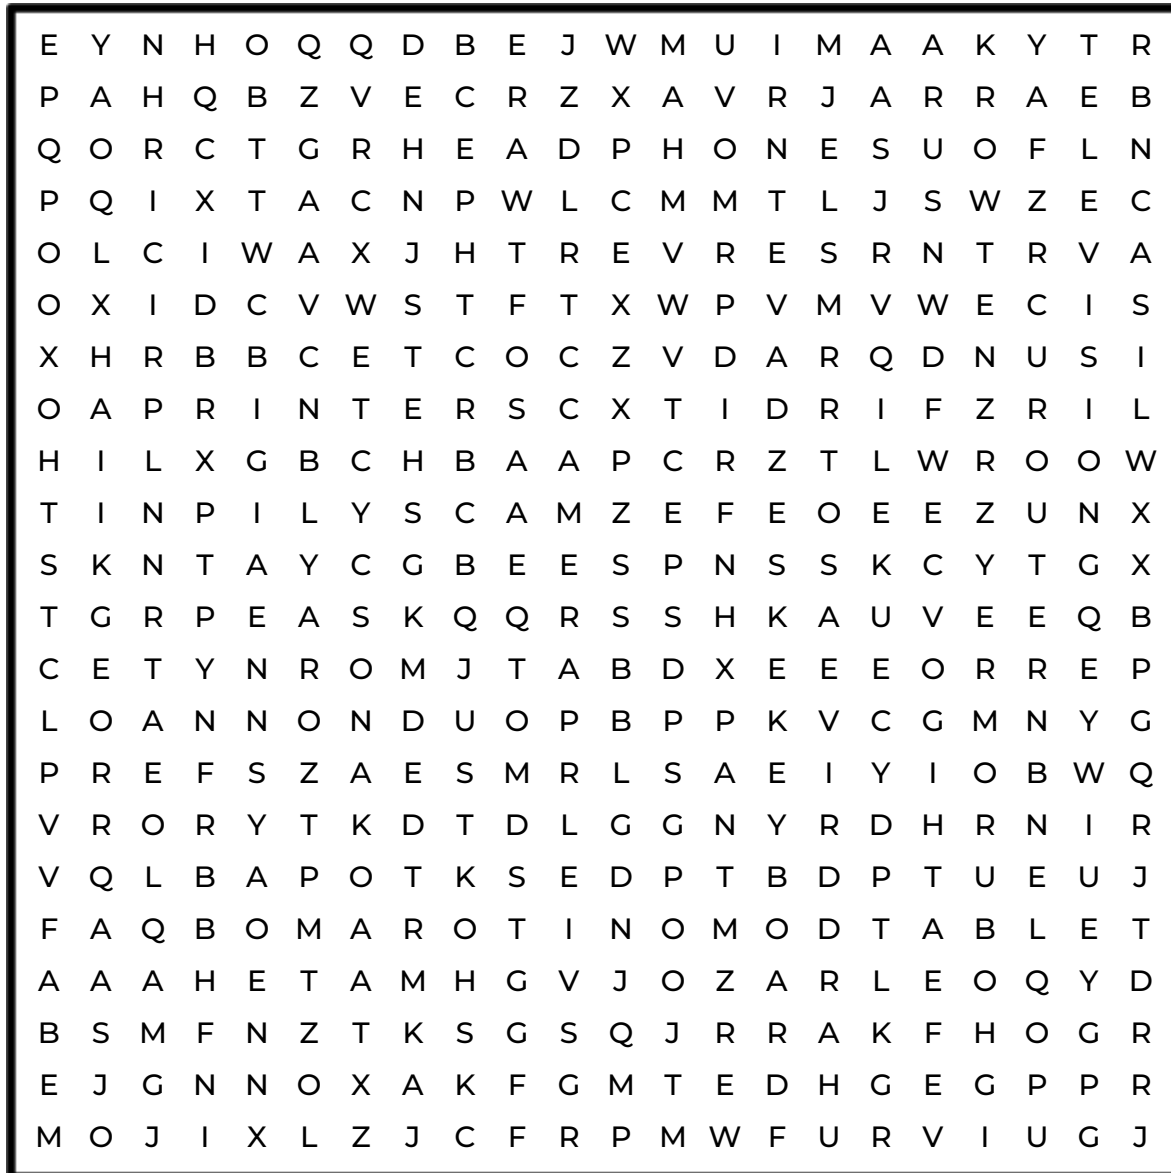 E Y N H O Q Q D B E J W M U I M A A K Y T R
P A H Q B Z V E C R Z X A V R J A R R A E B
Q O R C T G R H E A D P H O N E S U O F L N
P Q I X T A C N P W L C M M T L J S W Z E C
O L C I W A X J H T R E V R E S R N T R V A
O X I D C V W S T F T X W P V M V W E C I S
X H R B B C E T C O C Z V D A R Q D N U S I
O A P R I N T E R S C X T I D R I F Z R I L
H I L X G B C H B A A P C R Z T L W R O O W
T I N P I L Y S C A M Z E F E O E E Z U N X
S K N T A Y C G B E E S P N S S K C Y T G X
T G R P E A S K Q Q R S S H K A U V E E Q B
C E T Y N R O M J T A B D X E E E O R R E P
L O A N N O N D U O P B P P K V C G M N Y G
P R E F S Z A E S M R L S A E I Y I O B W Q
V R O R Y T K D T D L G G N Y R D H R N I R
V Q L B A P O T K S E D P T B D P T U E U J
F A Q B O M A R O T I N O M O D T A B L E T
A A A H E T A M H G V J O Z A R L E O Q Y D
B S M F N Z T K S G S Q J R R A K F H O G R
E J G N N O X A K F G M T E D H G E G P P R
M O J I X L Z J C F R P M W F U R V I U G J